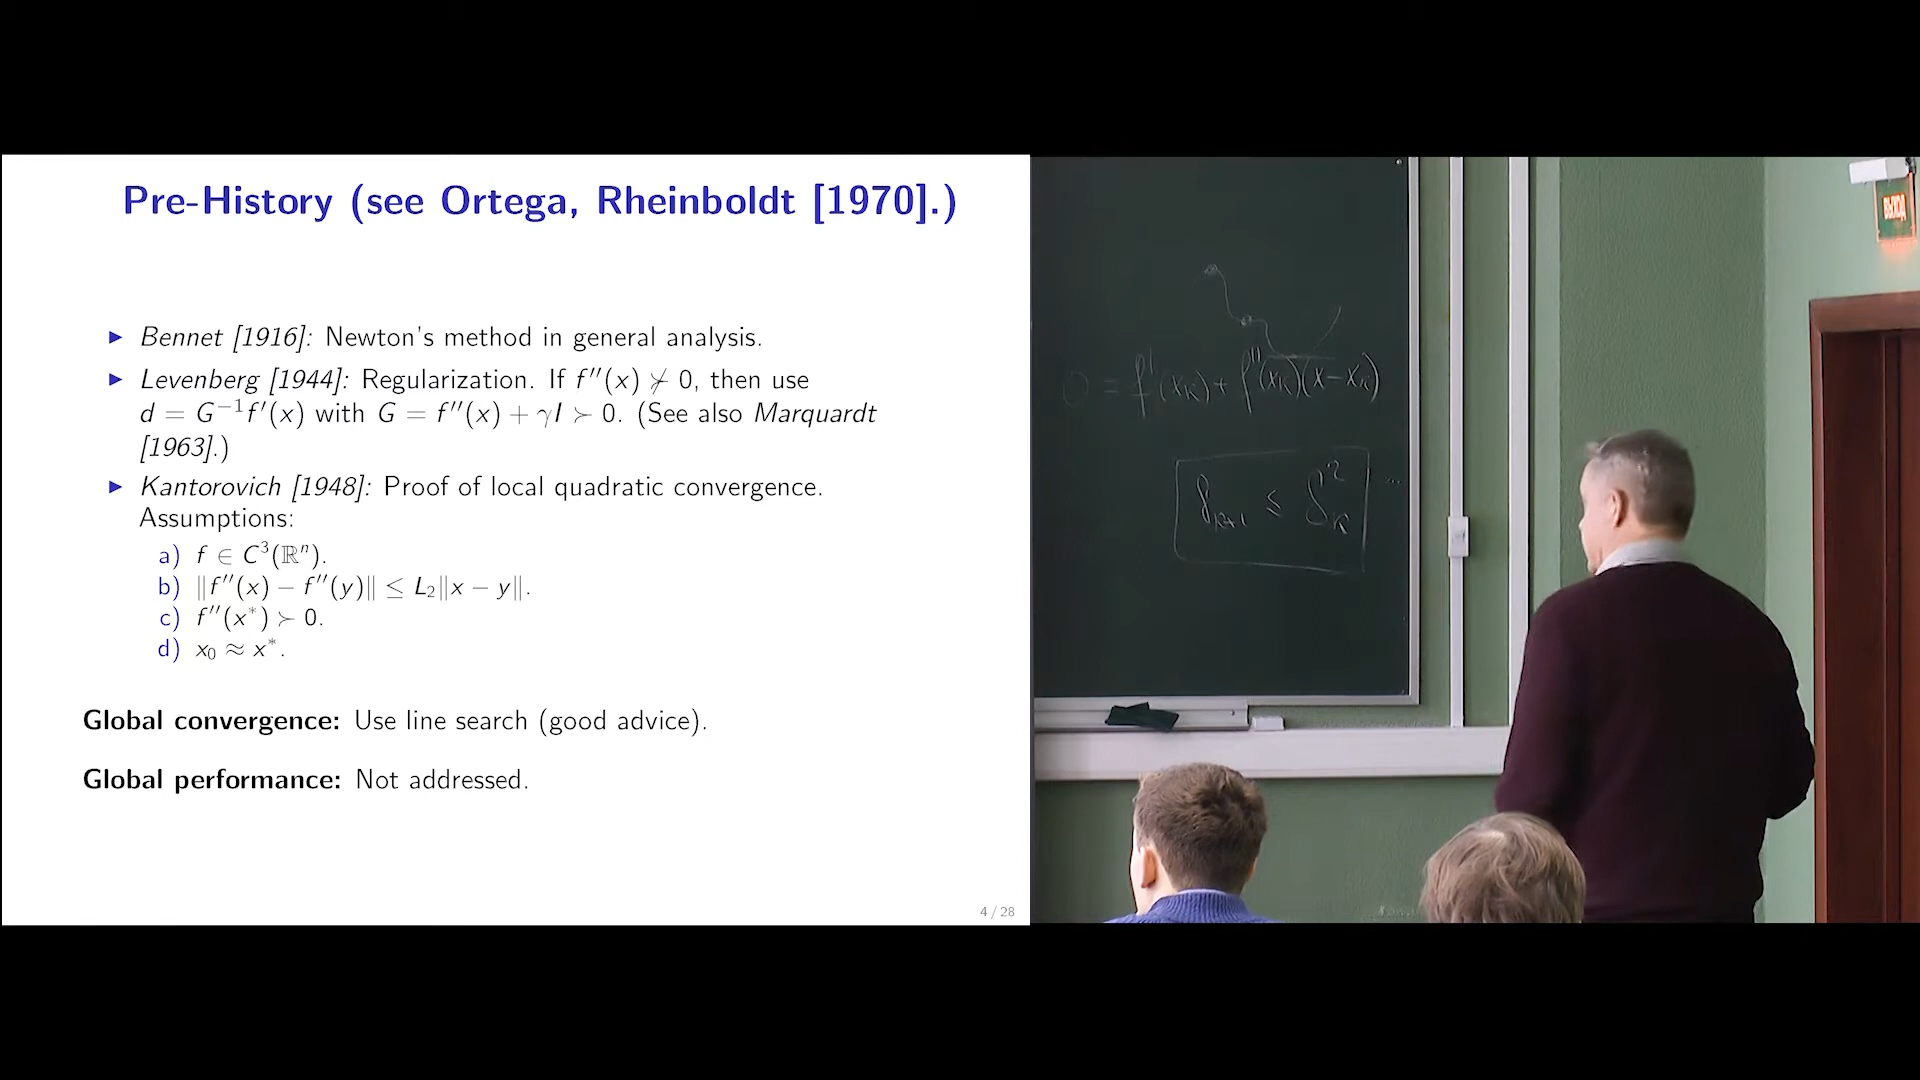 Pre-History (see Ortega, Rheinboldt [1970].)
▶ Bennet [1916]: Newton's method in general analysis.
▶ Levenberg [1944]: Regularization. If f″(x) ⊁ 0, then use
d = G⁻¹f′(x) with G = f″(x) + γI ≻ 0. (See also Marquardt
[1963].)
▶ Kantorovich [1948]: Proof of local quadratic convergence.
Assumptions:
a) f ∈ C³(ℝⁿ).
b) ‖f″(x) − f″(y)‖ ≤ L₂‖x − y‖.
c) f″(x*) ≻ 0.
d) x₀ ≈ x*.
Global convergence: Use line search (good advice).
Global performance: Not addressed.
4 / 28
0 = f′(xₖ) + f″(xₖ)(x − xₖ)
δₖ₊₁ ≤ δₖ² ...
ВЫХОД